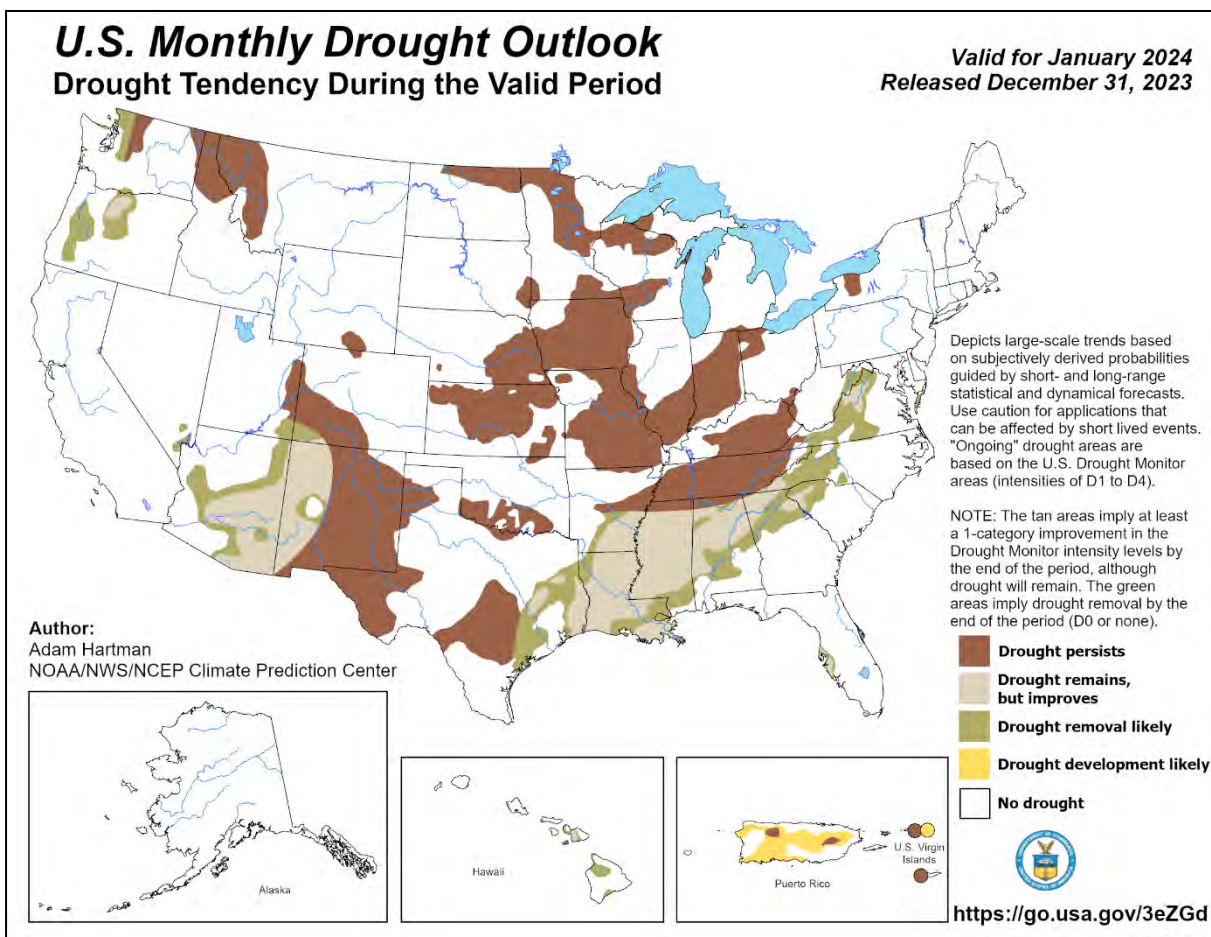 U.S. Monthly Drought Outlook
Drought Tendency During the Valid Period
Valid for January 2024
Released December 31, 2023
Depicts large-scale trends based
on subjectively derived probabilities
guided by short- and long-range
statistical and dynamical forecasts.
Use caution for applications that
can be affected by short lived events.
"Ongoing" drought areas are
based on the U.S. Drought Monitor
areas (intensities of D1 to D4).
NOTE: The tan areas imply at least
a 1-category improvement in the
Drought Monitor intensity levels by
the end of the period, although
drought will remain. The green
areas imply drought removal by the
end of the period (D0 or none).
Author:
Adam Hartman
NOAA/NWS/NCEP Climate Prediction Center
Drought persists
Drought remains,
but improves
Drought removal likely
Drought development likely
No drought
Alaska
Hawaii
Puerto Rico
U.S. Virgin
Islands
https://go.usa.gov/3eZGd